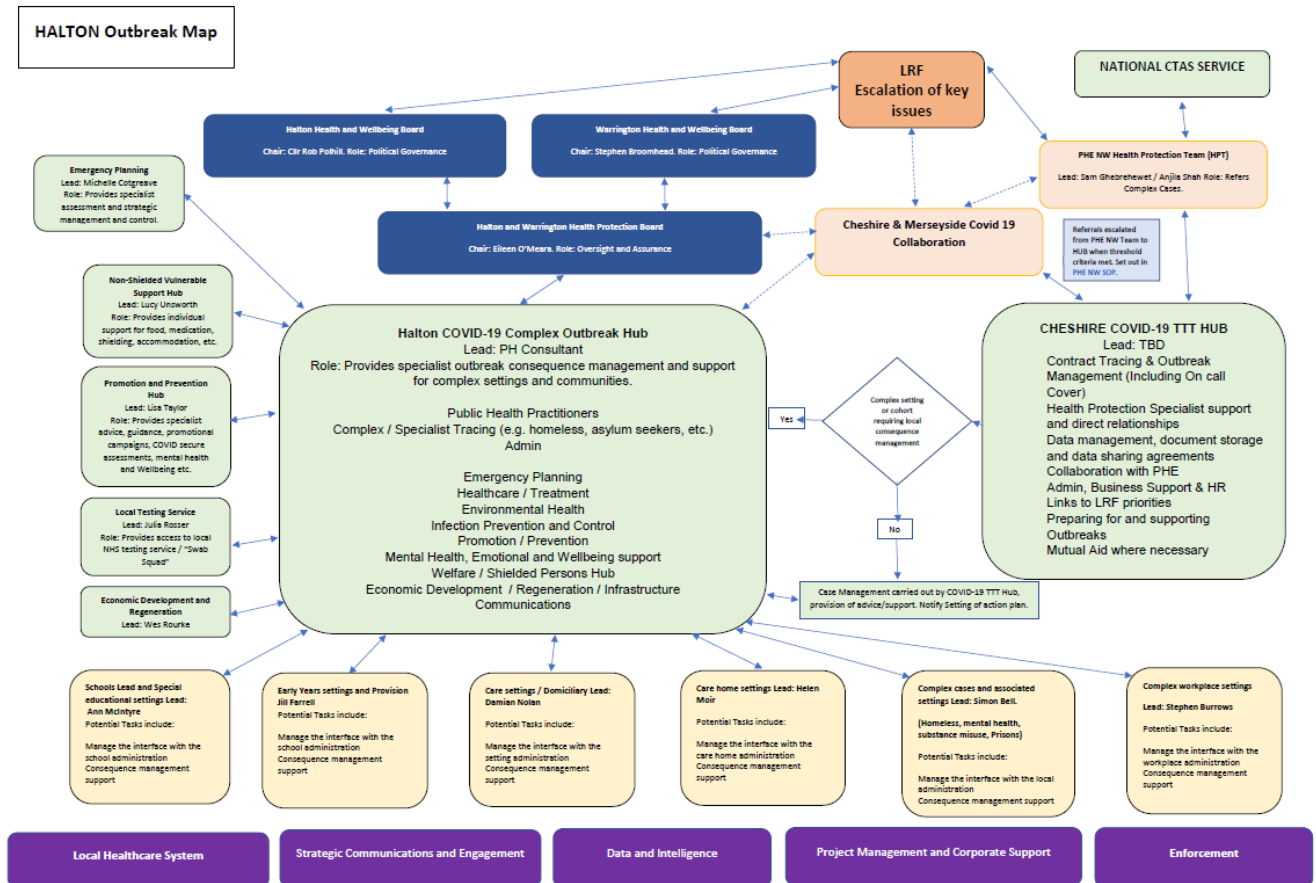 HALTON Outbreak Map
LRF
Escalation of key
issues
NATIONAL CTAS SERVICE
Halton Health and Wellbeing Board
Chair: Cllr Rob Polhill. Role: Political Governance
Warrington Health and Wellbeing Board
Chair: Stephen Broomhead. Role: Political Governance
PHE NW Health Protection Team (HPT)
Lead: Sam Ghebrehewet / Anjila Shah Role: Refers
Complex Cases.
Emergency Planning
Lead: Michelle Cotgreave
Role: Provides specialist
assessment and strategic
management and control.
Halton and Warrington Health Protection Board
Chair: Eileen O'Meara. Role: Oversight and Assurance
Cheshire & Merseyside Covid 19
Collaboration
Referrals escalated
from PHE NW Team to
HUB when threshold
criteria met. Set out in
PHE NW SOP.
Non-Shielded Vulnerable
Support Hub
Lead: Lucy Unsworth
Role: Provides individual
support for food, medication,
shielding, accommodation, etc.
Promotion and Prevention
Hub
Lead: Lisa Taylor
Role: Provides specialist
advice, guidance, promotional
campaigns, COVID secure
assessments, mental health
and Wellbeing etc.
Local Testing Service
Lead: Julia Rosser
Role: Provides access to local
NHS testing service / "Swab
Squad"
Economic Development and
Regeneration
Lead: Wes Rourke
Halton COVID-19 Complex Outbreak Hub
Lead: PH Consultant
Role: Provides specialist outbreak consequence management and support
for complex settings and communities.
Public Health Practitioners
Complex / Specialist Tracing (e.g. homeless, asylum seekers, etc.)
Admin
Emergency Planning
Healthcare / Treatment
Environmental Health
Infection Prevention and Control
Promotion / Prevention
Mental Health, Emotional and Wellbeing support
Welfare / Shielded Persons Hub
Economic Development / Regeneration / Infrastructure
Communications
Yes
Complex setting
or cohort
requiring local
consequence
management
No
Case Management carried out by COVID-19 TTT Hub,
provision of advice/support. Notify Setting of action plan.
CHESHIRE COVID-19 TTT HUB
Lead: TBD
Contract Tracing & Outbreak
Management (Including On call
Cover)
Health Protection Specialist support
and direct relationships
Data management, document storage
and data sharing agreements
Collaboration with PHE
Admin, Business Support & HR
Links to LRF priorities
Preparing for and supporting
Outbreaks
Mutual Aid where necessary
Schools Lead and Special
educational settings Lead:
Ann McIntyre
Potential Tasks include:
Manage the interface with the
school administration
Consequence management
support
Early Years settings and Provision
Jill Farrell
Potential Tasks include:
Manage the interface with the
school administration
Consequence management
support
Care settings / Domiciliary Lead:
Damian Nolan
Potential Tasks include:
Manage the interface with the
setting administration
Consequence management
support
Care home settings Lead: Helen
Moir
Potential Tasks include:
Manage the interface with the
care home administration
Consequence management
support
Complex cases and associated
settings Lead: Simon Bell.
(Homeless, mental health,
substance misuse, Prisons)
Potential Tasks include:
Manage the interface with the local
administration
Consequence management support
Complex workplace settings
Lead: Stephen Burrows
Potential Tasks include:
Manage the interface with the
workplace administration
Consequence management
support
Local Healthcare System
Strategic Communications and Engagement
Data and Intelligence
Project Management and Corporate Support
Enforcement